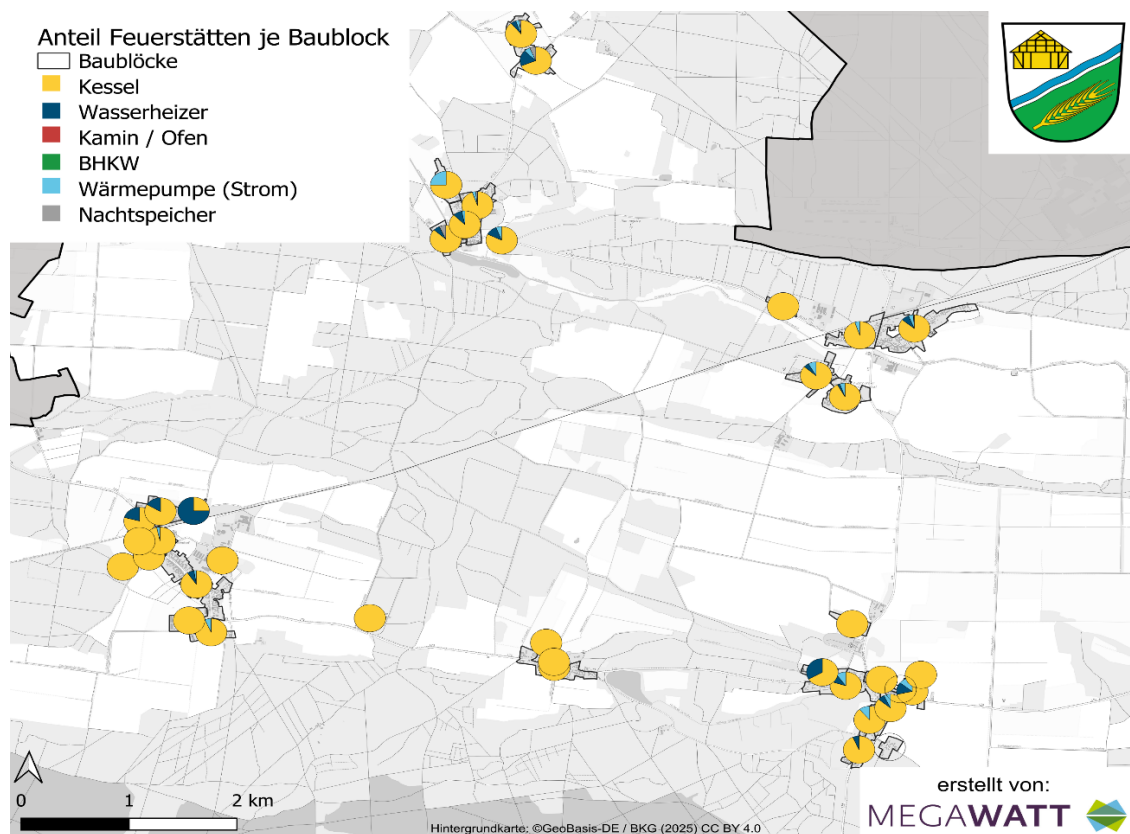 Anteil Feuerstätten je Baublock
Baublöcke
Kessel
Wasserheizer
Kamin / Ofen
BHKW
Wärmepumpe (Strom)
Nachtspeicher
0 1 2 km
Hintergrundkarte: ©GeoBasis-DE / BKG (2025) CC BY 4.0
erstellt von:
MEGAWATT